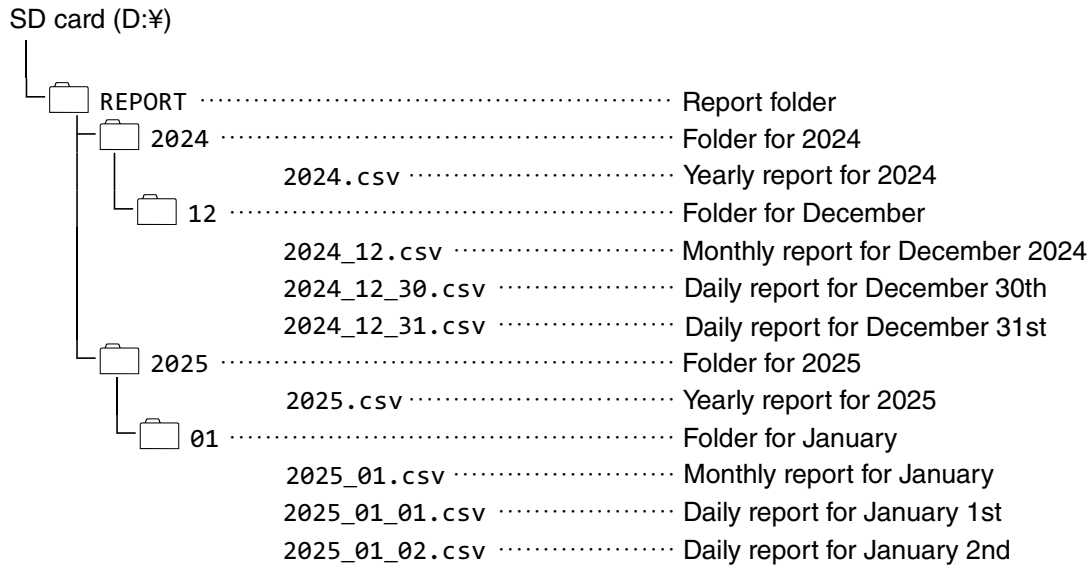 SD card (D:¥)
REPORT ················ Report folder
2024 ················ Folder for 2024
2024.csv ················ Yearly report for 2024
12 ················ Folder for December
2024_12.csv ················ Monthly report for December 2024
2024_12_30.csv ················ Daily report for December 30th
2024_12_31.csv ················ Daily report for December 31st
2025 ················ Folder for 2025
2025.csv ················ Yearly report for 2025
01 ················ Folder for January
2025_01.csv ················ Monthly report for January
2025_01_01.csv ················ Daily report for January 1st
2025_01_02.csv ················ Daily report for January 2nd